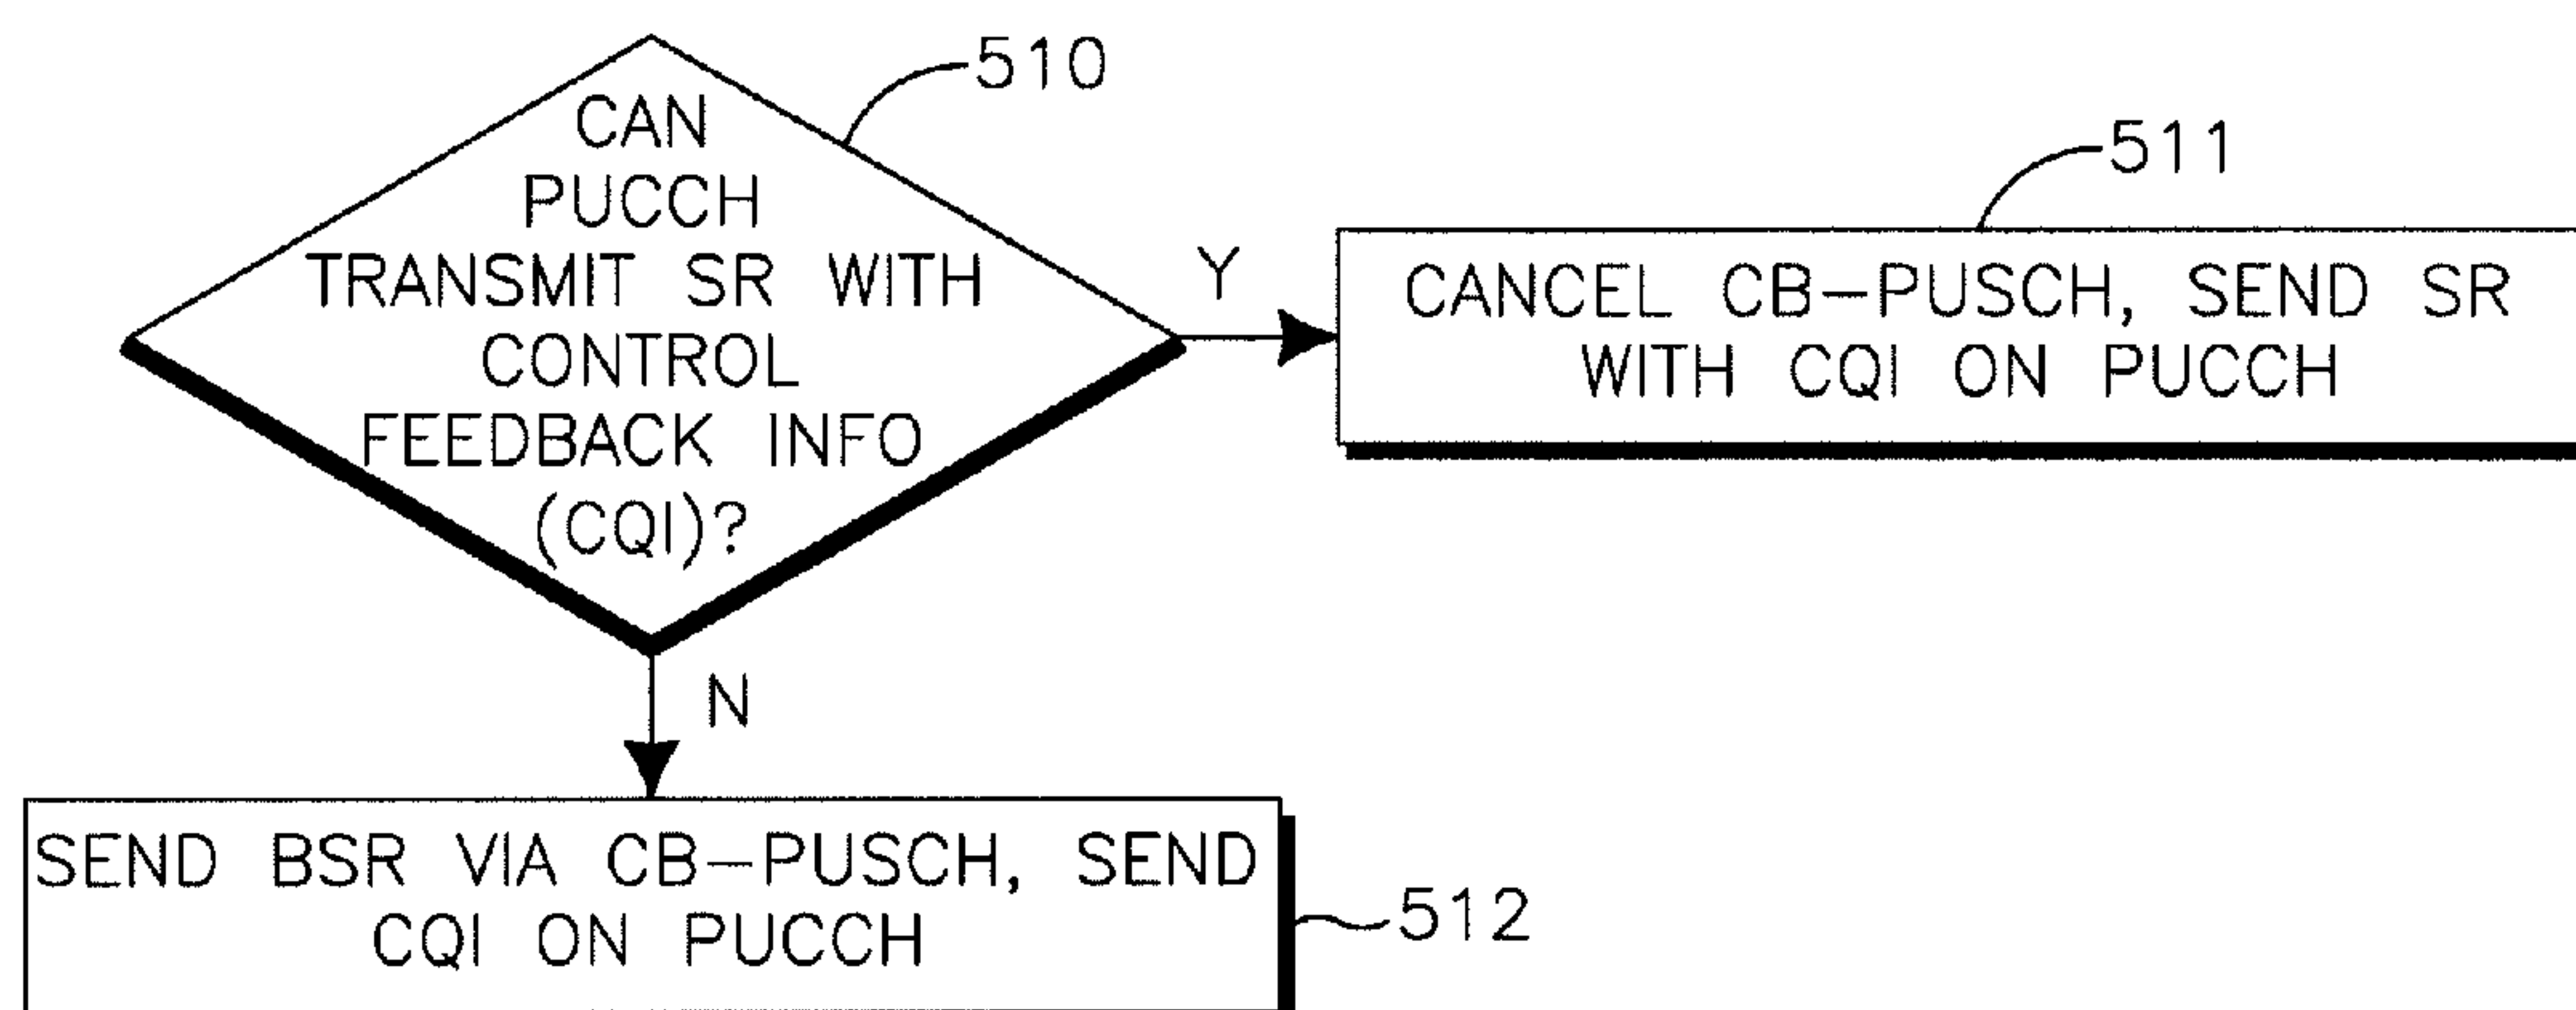 510
CAN
PUCCH
TRANSMIT SR WITH
CONTROL
FEEDBACK INFO
(CQI)?
Y
511
CANCEL CB-PUSCH, SEND SR
WITH CQI ON PUCCH
N
SEND BSR VIA CB-PUSCH, SEND
CQI ON PUCCH
512